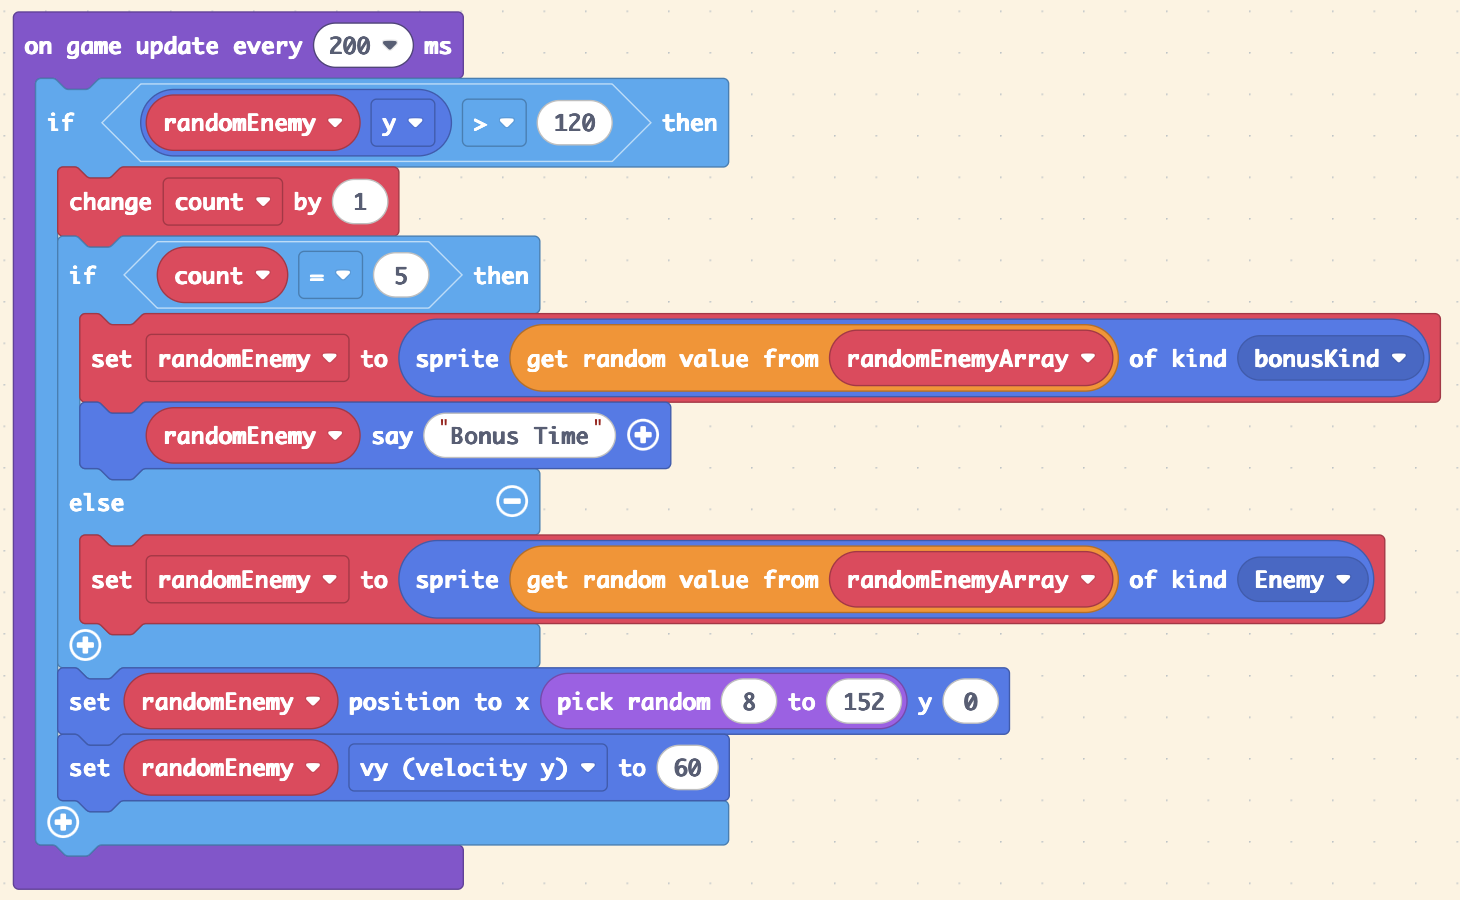 on game update every 200 ms
if randomEnemy y > 120 then
change count by 1
if count = 5 then
set randomEnemy to sprite get random value from randomEnemyArray of kind bonusKind
randomEnemy say "Bonus Time"
else
set randomEnemy to sprite get random value from randomEnemyArray of kind Enemy
set randomEnemy position to x pick random 8 to 152 y 0
set randomEnemy vy (velocity y) to 60